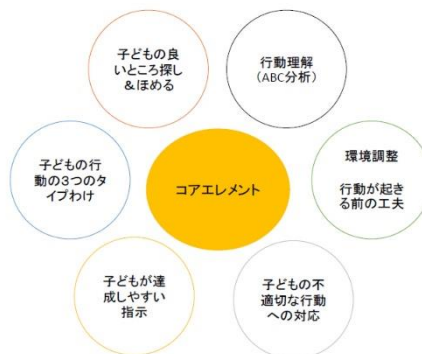 子どもの良
いところ探し
＆ほめる
行動理解
（ABC分析）
子どもの行
動の３つのタ
イプわけ
コアエレメント
環境調整
行動が起き
る前の工夫
子どもが達
成しやすい
指示
子どもの不
適切な行動
への対応